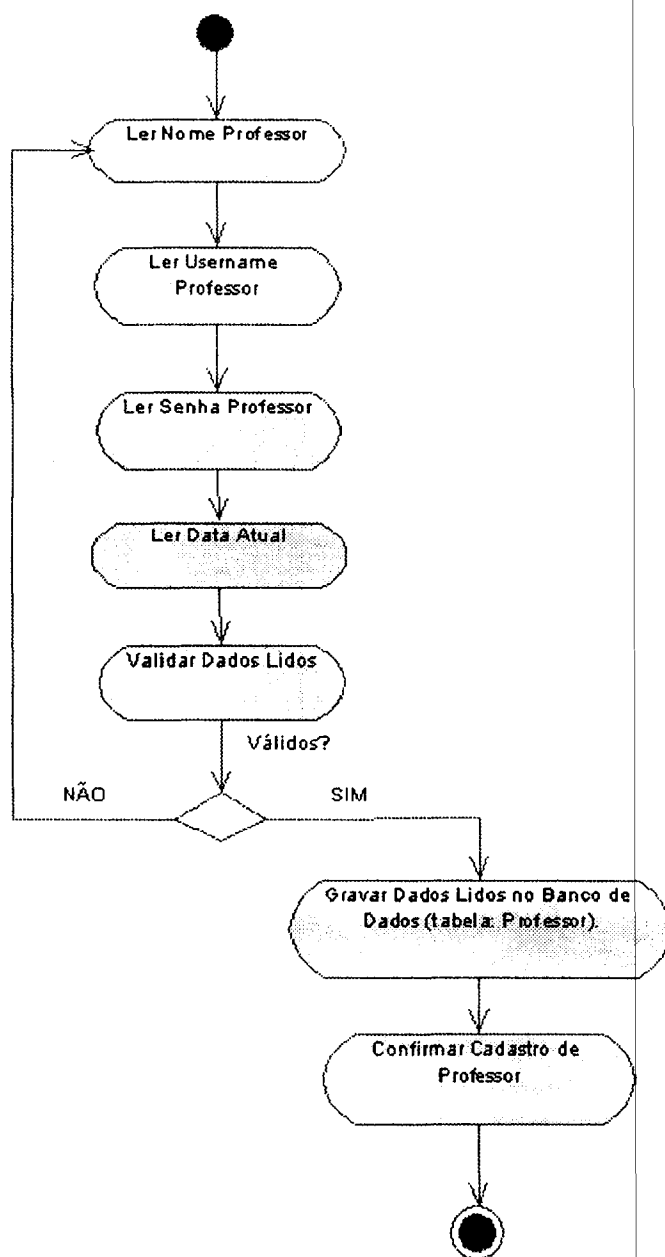 Ler Nome Professor
Ler Username
Professor
Ler Senha Professor
Ler Data Atual
Validar Dados Lidos
Válidos?
NÃO
SIM
Gravar Dados Lidos no Banco de
Dados (tabela: Professor).
Confirmar Cadastro de
Professor